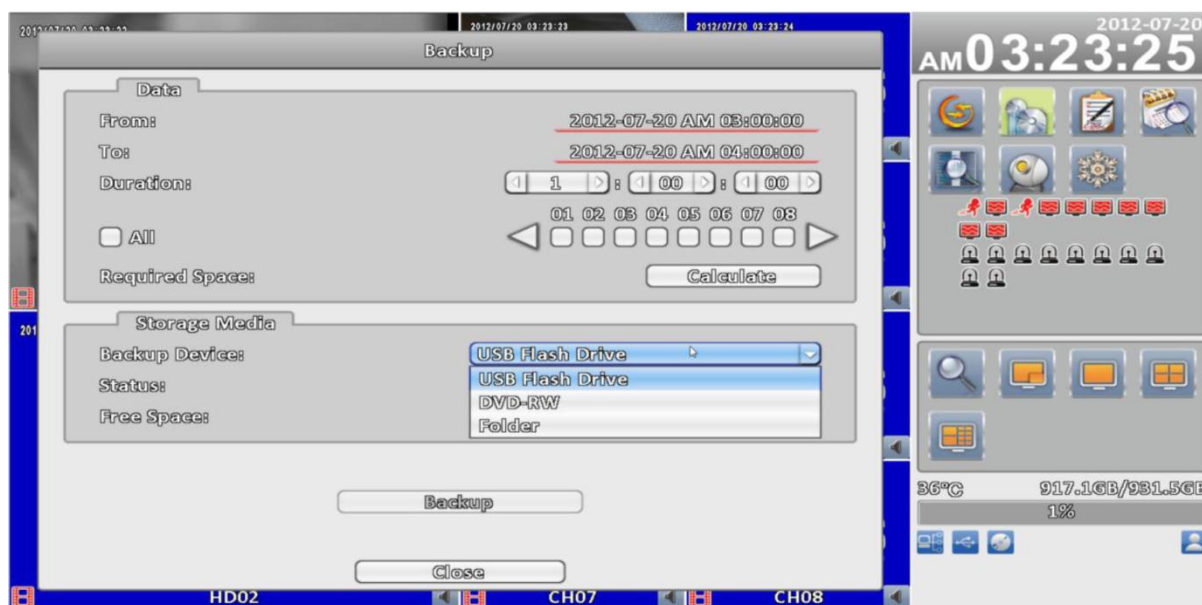 2012/07/20 03:23:23
2012/07/20 03:23:24
2012-07-20
AM 03:23:25
Backup
Data
From:
2012-07-20 AM 03:00:00
To:
2012-07-20 AM 04:00:00
Duration:
1 : 00 : 00
01 02 03 04 05 06 07 08
All
Required Space:
Calculate
201
Storage Media
Backup Device:
USB Flash Drive
Status:
USB Flash Drive
DVD-RW
Free Space:
Folder
Backup
36°C
917.1GB/931.5GB
1%
Close
HD02
CH07
CH08